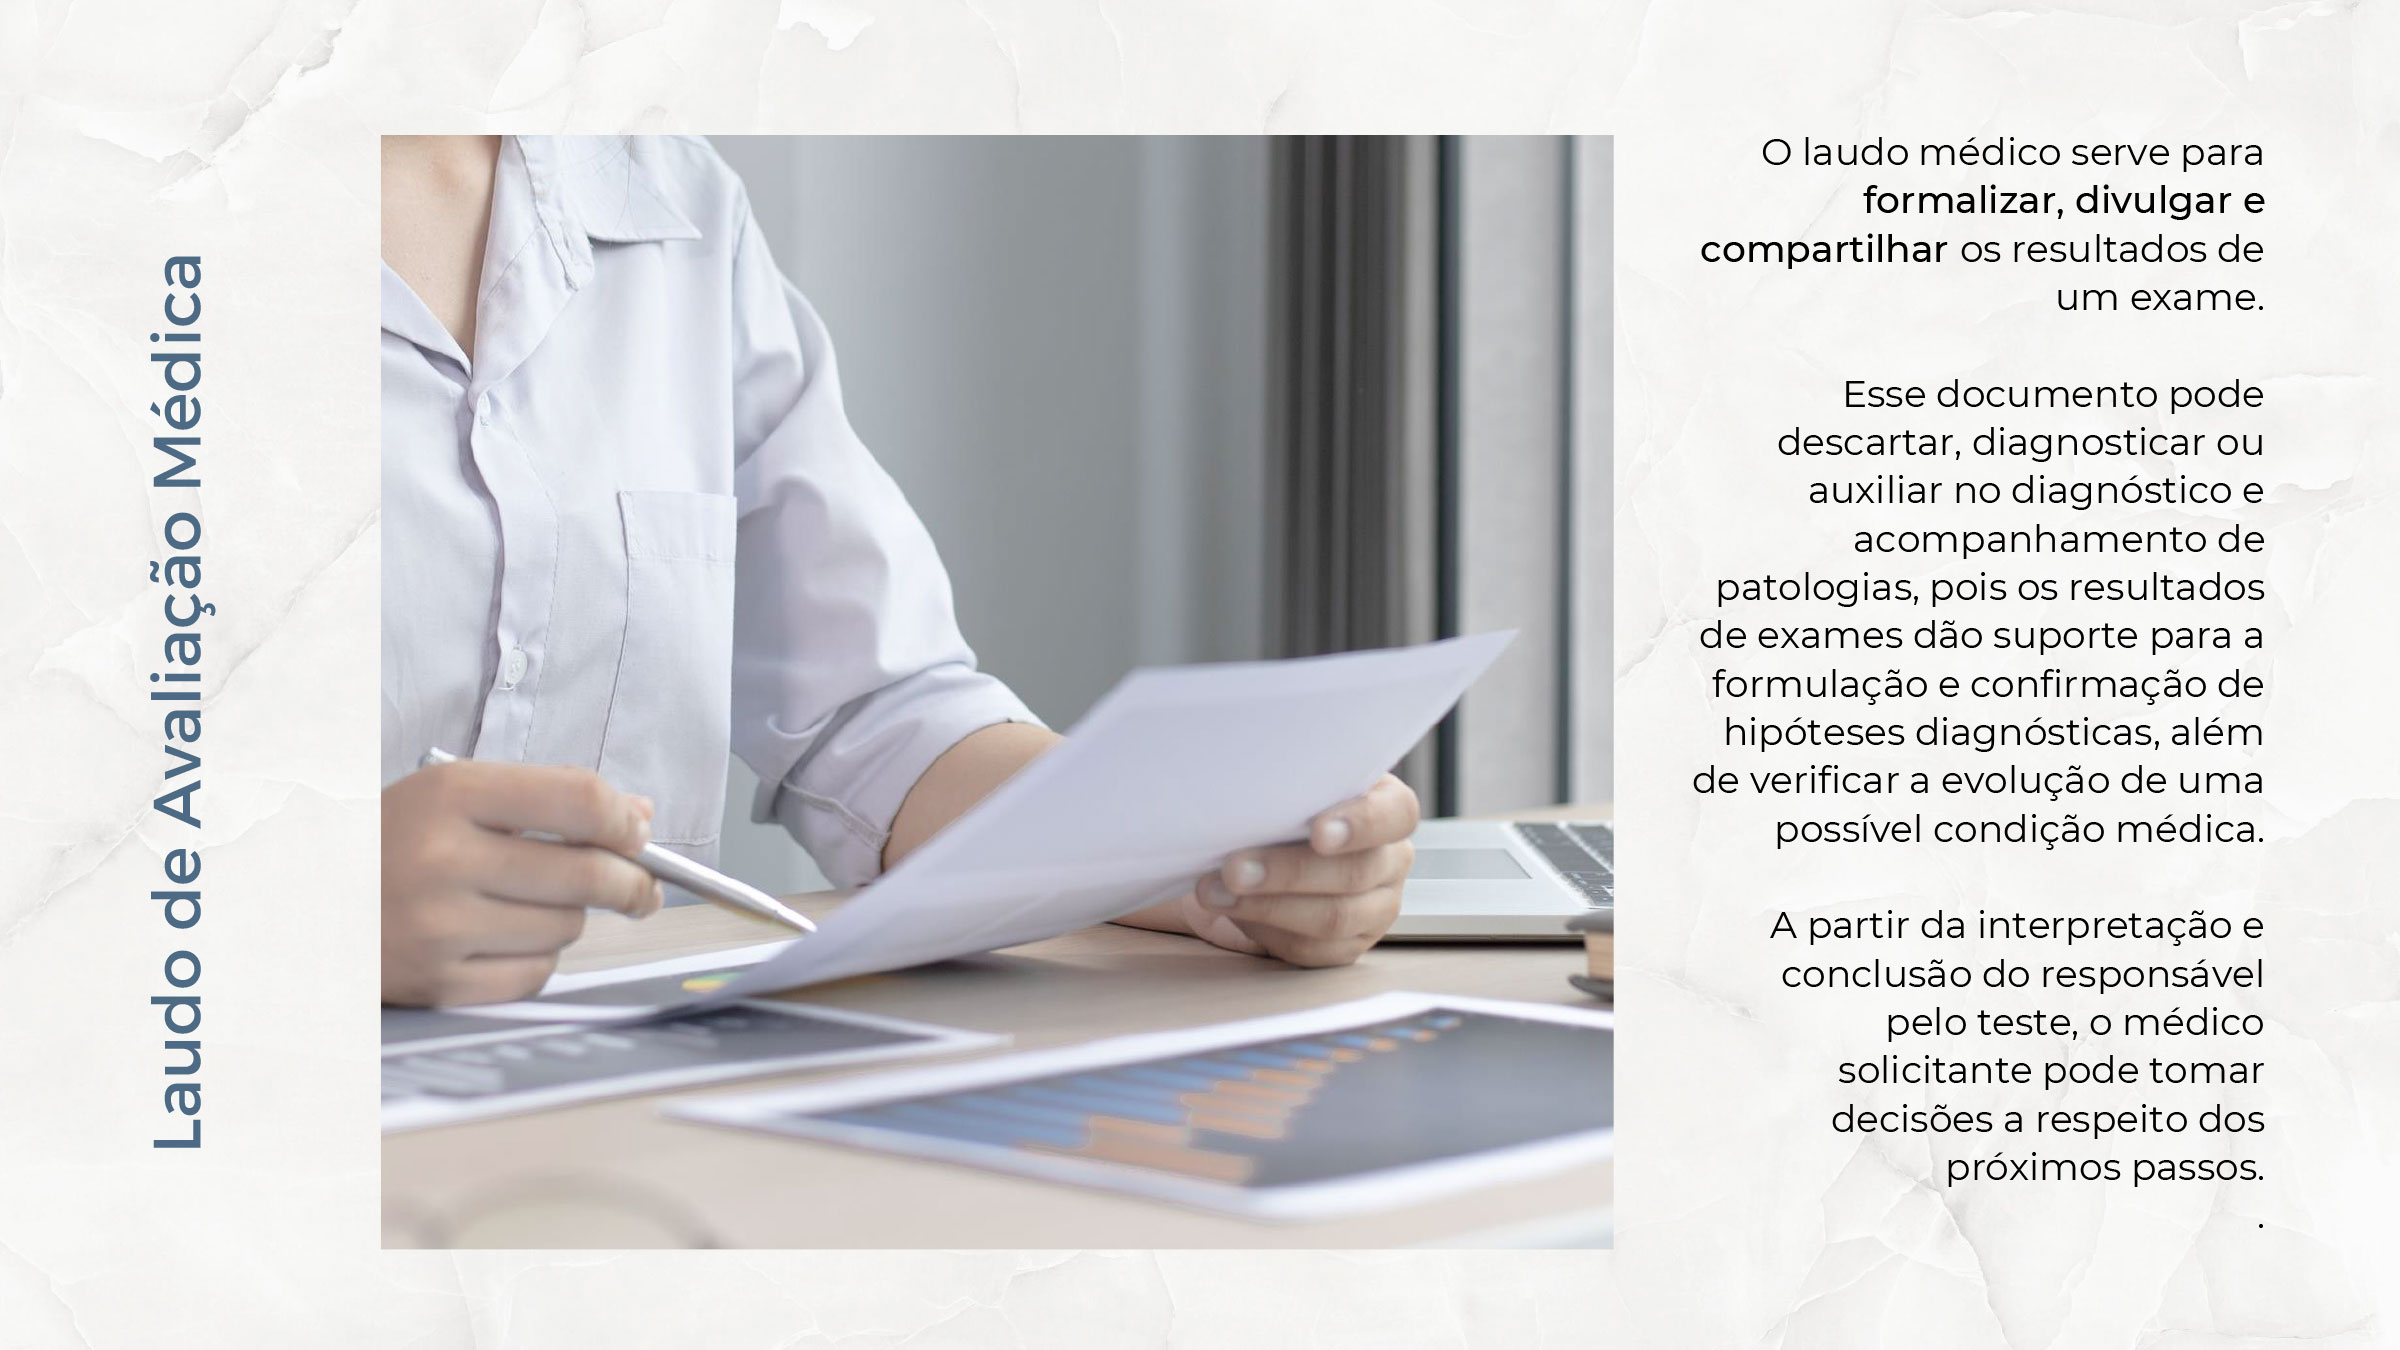 Laudo de Avaliação Médica
O laudo médico serve para
formalizar, divulgar e
compartilhar os resultados de
um exame.
Esse documento pode
descartar, diagnosticar ou
auxiliar no diagnóstico e
acompanhamento de
patologias, pois os resultados
de exames dão suporte para a
formulação e confirmação de
hipóteses diagnósticas, além
de verificar a evolução de uma
possível condição médica.
A partir da interpretação e
conclusão do responsável
pelo teste, o médico
solicitante pode tomar
decisões a respeito dos
próximos passos.
.